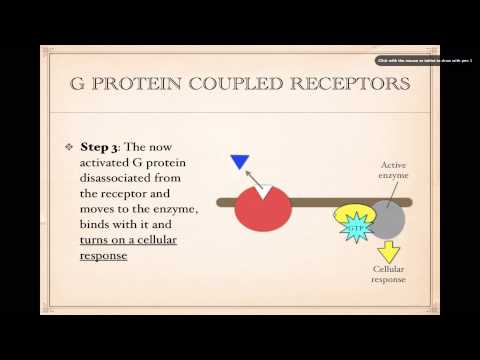 Click with the mouse or tablet to draw with pen 1
G PROTEIN COUPLED RECEPTORS
❖ Step 3: The now
activated G protein
disassociated from
the receptor and
moves to the enzyme,
binds with it and
turns on a cellular
response
Active
enzyme
GTP
Cellular
response